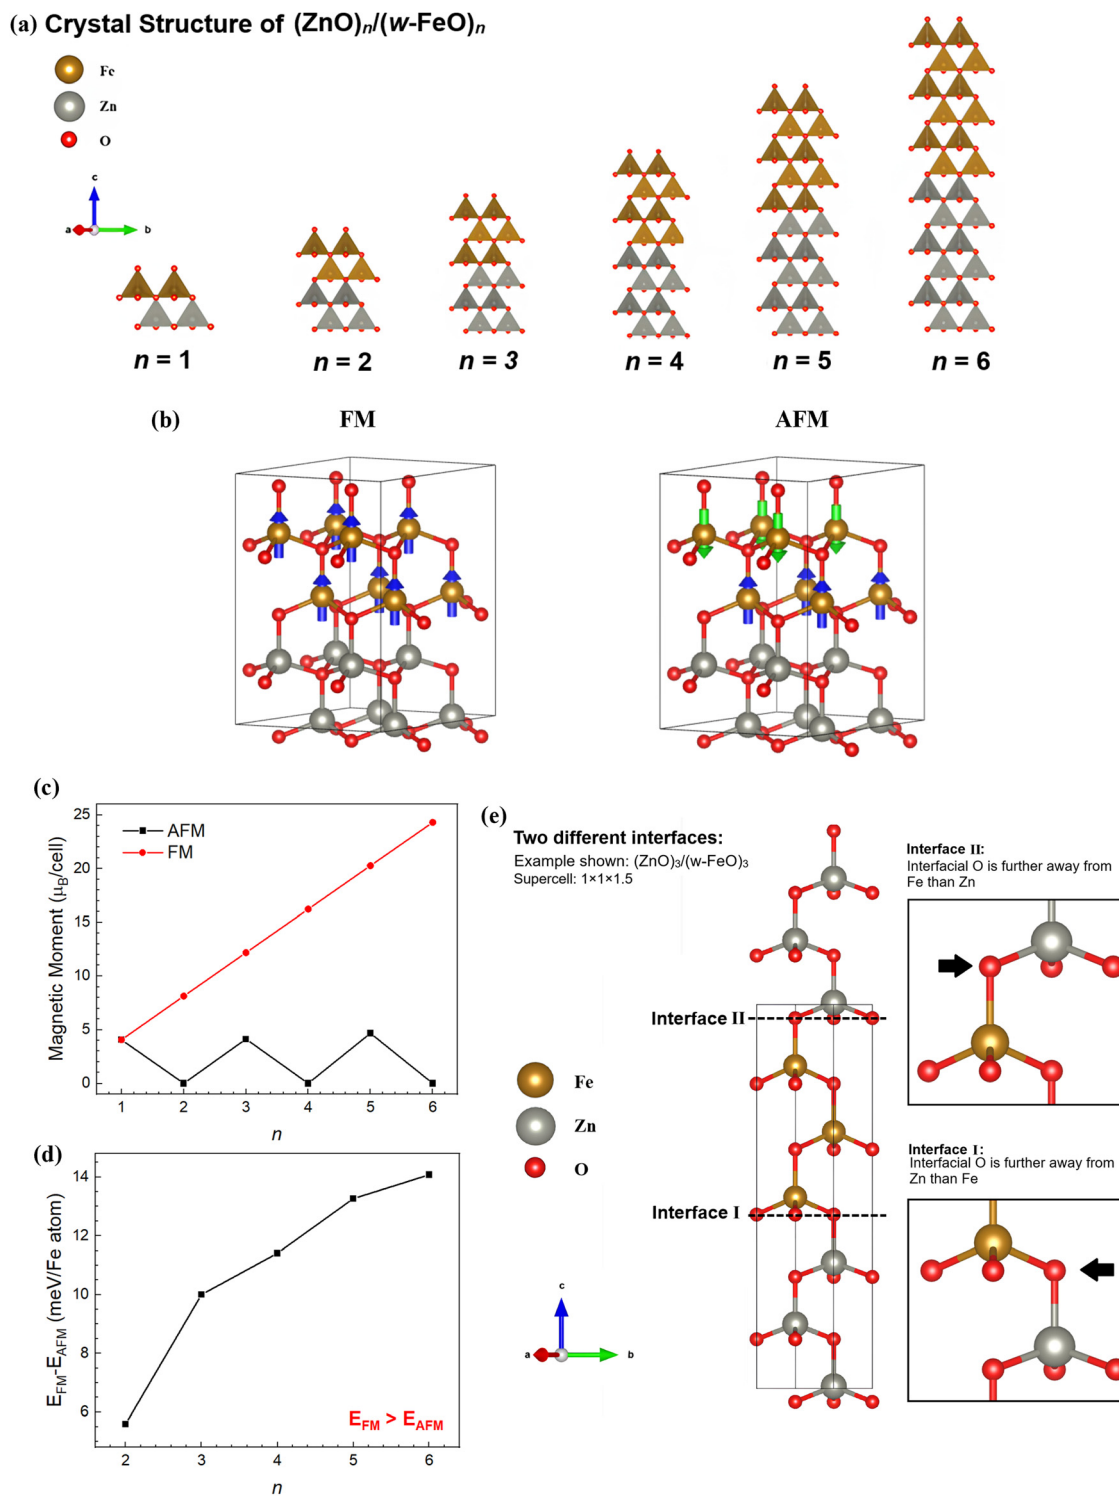 (a) Crystal Structure of (ZnO)n/(w-FeO)n
Fe
Zn
O
c
a
b
n = 1
n = 2
n = 3
n = 4
n = 5
n = 6
(b)
FM
AFM
(c)
Magnetic Moment (μB/cell)
25
20
15
10
5
0
AFM
FM
1 2 3 4 5 6
n
(d)
EFM-EAFM (meV/Fe atom)
14
12
10
8
6
EFM > EAFM
2 3 4 5 6
n
(e)
Two different interfaces:
Example shown: (ZnO)3/(w-FeO)3
Supercell: 1×1×1.5
Interface II
Fe
Zn
O
Interface I
c
a
b
Interface II:
Interfacial O is further away from
Fe than Zn
Interface I:
Interfacial O is further away from
Zn than Fe